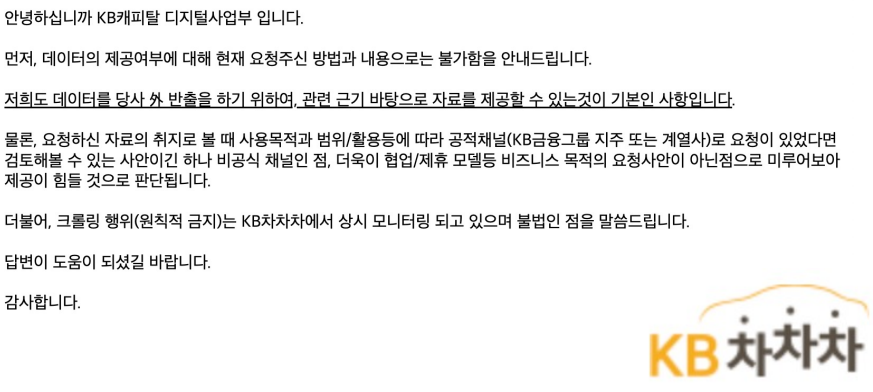 안녕하십니까 KB캐피탈 디지털사업부 입니다.
먼저, 데이터의 제공여부에 대해 현재 요청주신 방법과 내용으로는 불가함을 안내드립니다.
저희도 데이터를 당사 外 반출을 하기 위하여, 관련 근기 바탕으로 자료를 제공할 수 있는것이 기본인 사항입니다.
물론, 요청하신 자료의 취지로 볼 때 사용목적과 범위/활용등에 따라 공적채널(KB금융그룹 지주 또는 계열사)로 요청이 있었다면
검토해볼 수 있는 사안이긴 하나 비공식 채널인 점, 더욱이 협업/제휴 모델등 비즈니스 목적의 요청사안이 아닌점으로 미루어보아
제공이 힘들 것으로 판단됩니다.
더불어, 크롤링 행위(원칙적 금지)는 KB차차차에서 상시 모니터링 되고 있으며 불법인 점을 말씀드립니다.
답변이 도움이 되셨길 바랍니다.
감사합니다.
KB차차차